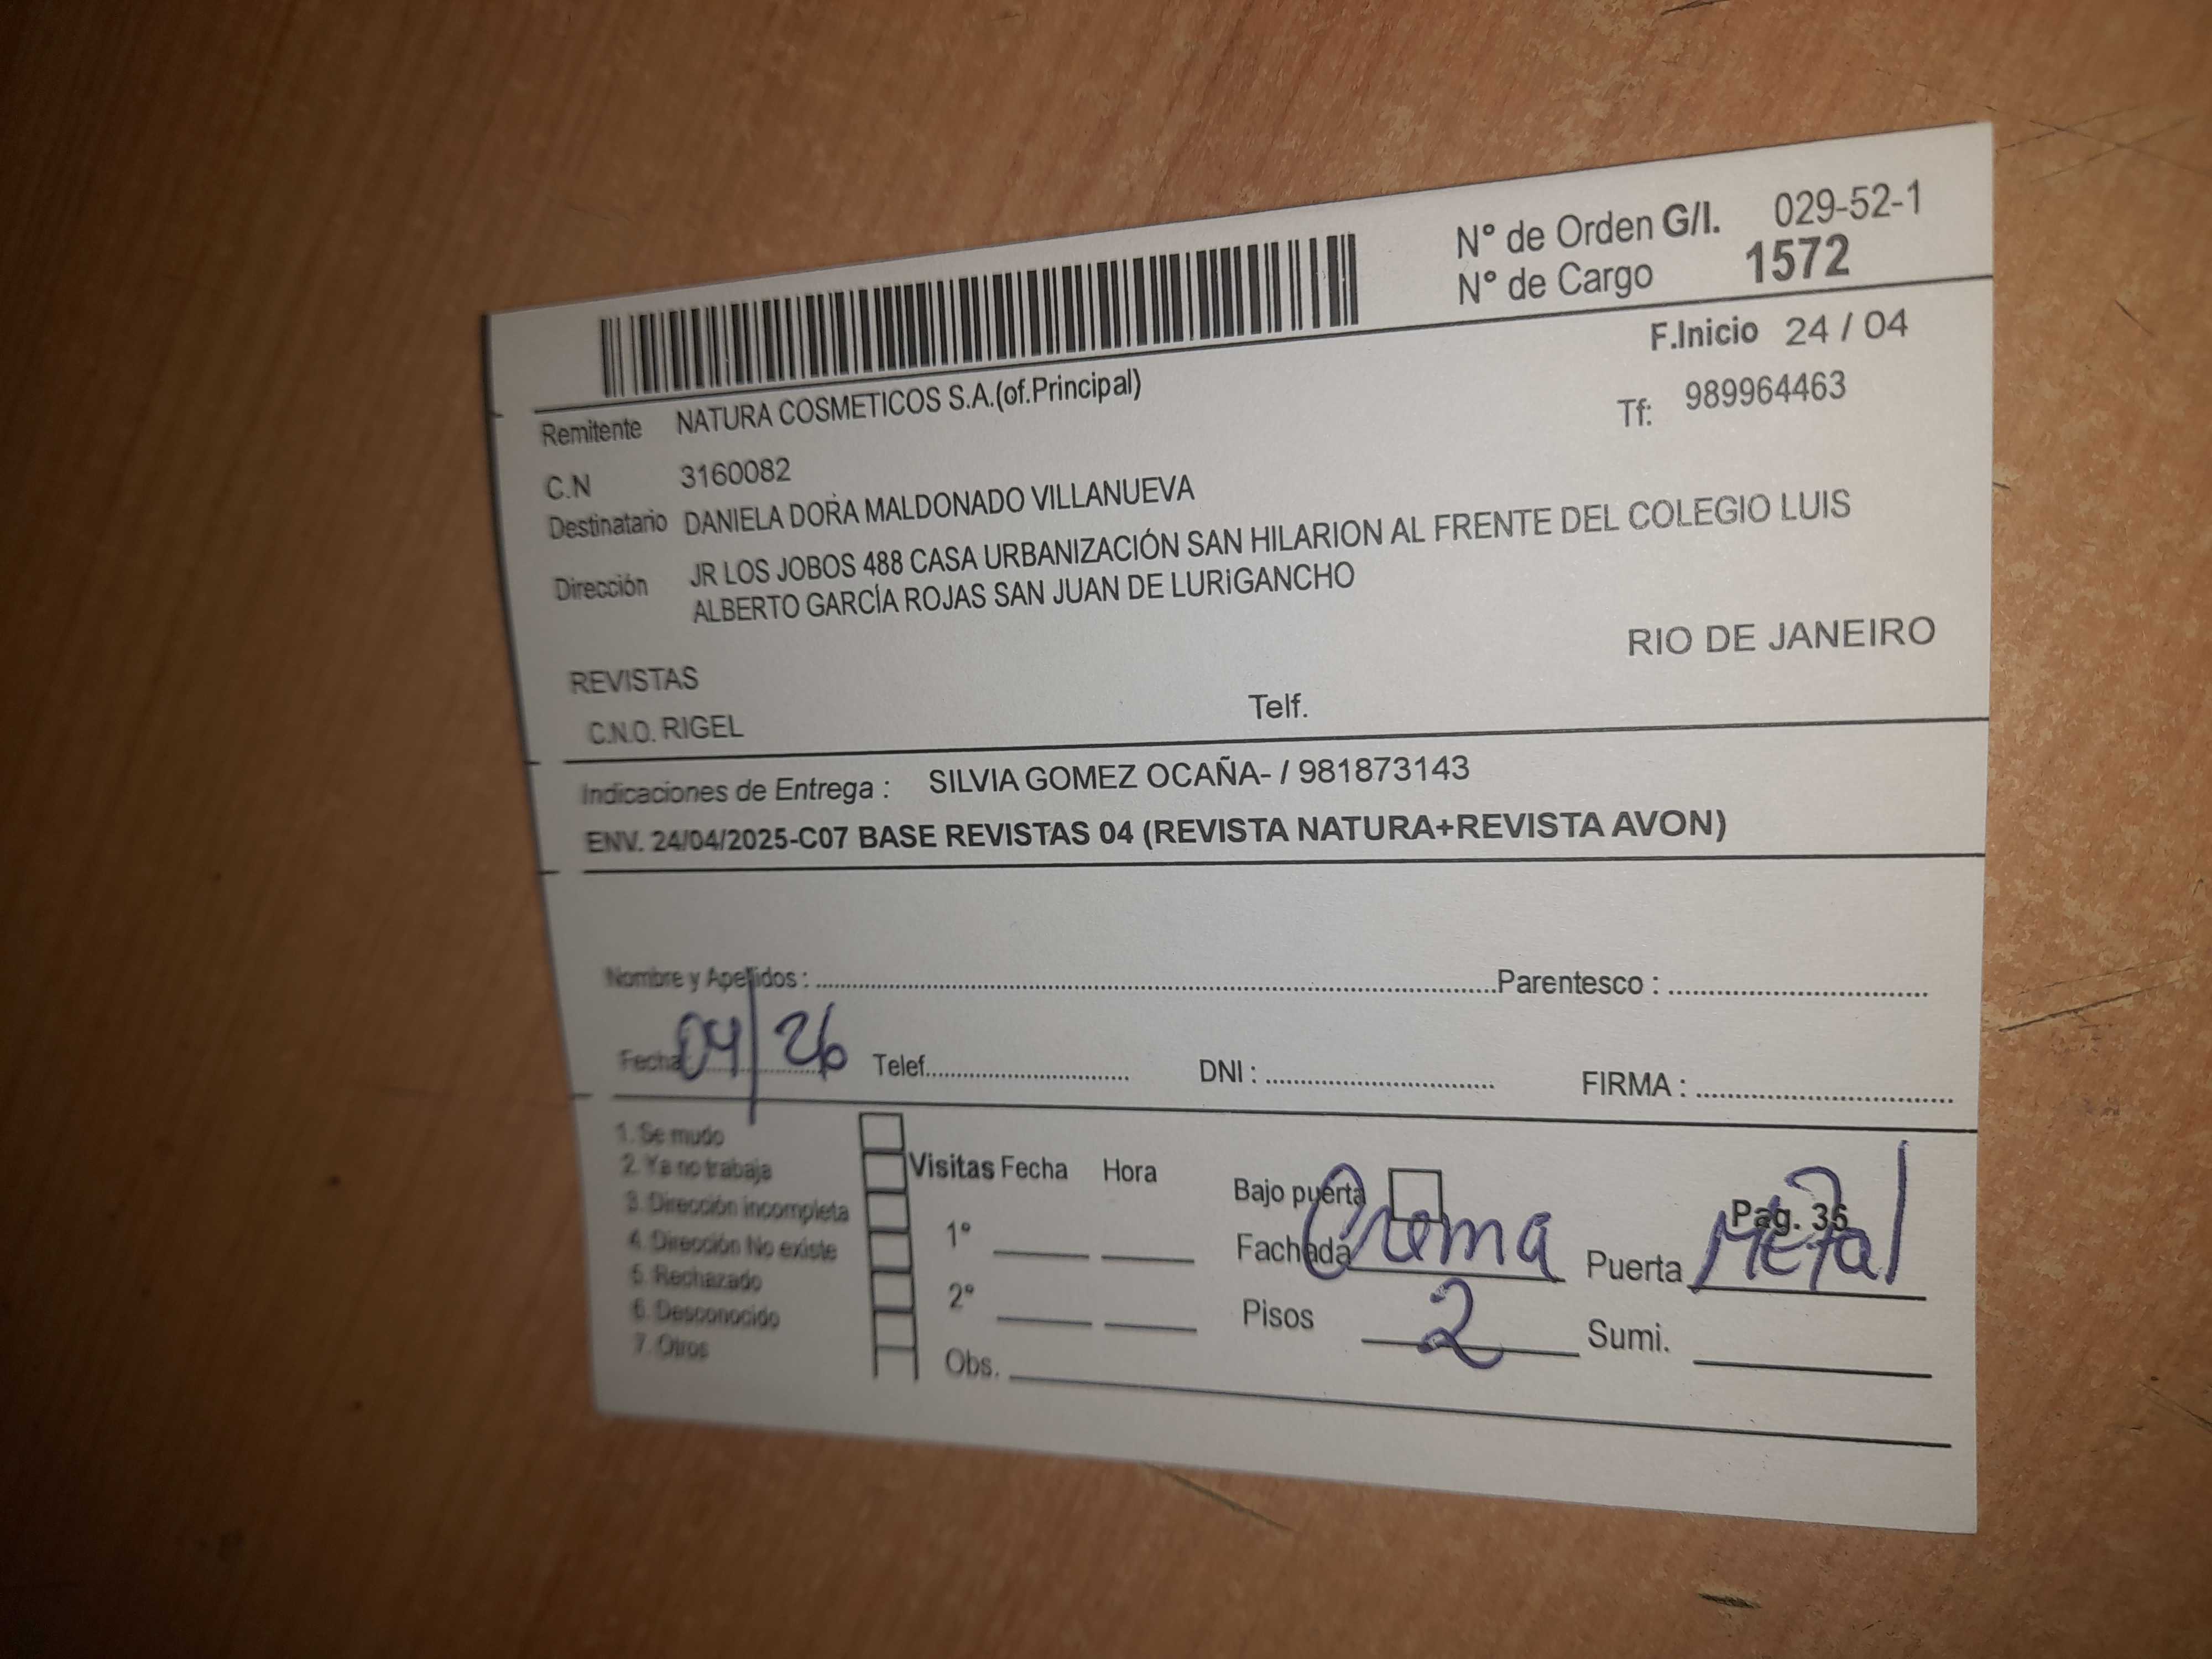 N° de Orden G/I. 029-52-1
N° de Cargo 1572
F.Inicio 24 / 04
Remitente NATURA COSMETICOS S.A.(of.Principal)
Tf: 989964463
C.N 3160082
Destinatario DANIELA DORA MALDONADO VILLANUEVA
Dirección JR LOS JOBOS 488 CASA URBANIZACIÓN SAN HILARION AL FRENTE DEL COLEGIO LUIS
ALBERTO GARCÍA ROJAS SAN JUAN DE LURIGANCHO
RIO DE JANEIRO
REVISTAS
C.N.O. RIGEL Telf.
Indicaciones de Entrega : SILVIA GOMEZ OCAÑA- / 981873143
ENV. 24/04/2025-C07 BASE REVISTAS 04 (REVISTA NATURA+REVISTA AVON)
Nombre y Apellidos : Parentesco :
Fecha 04/26 Telef. DNI : FIRMA :
1. Se mudo
2. Ya no trabaja
3. Dirección incompleta
4. Dirección No existe
5. Rechazado
6. Desconocido
7. Otros
Visitas Fecha Hora
1°
2°
Obs.
Bajo puerta
Pag. 36
Fachada Crema Puerta Metal
Pisos 2 Sumi.